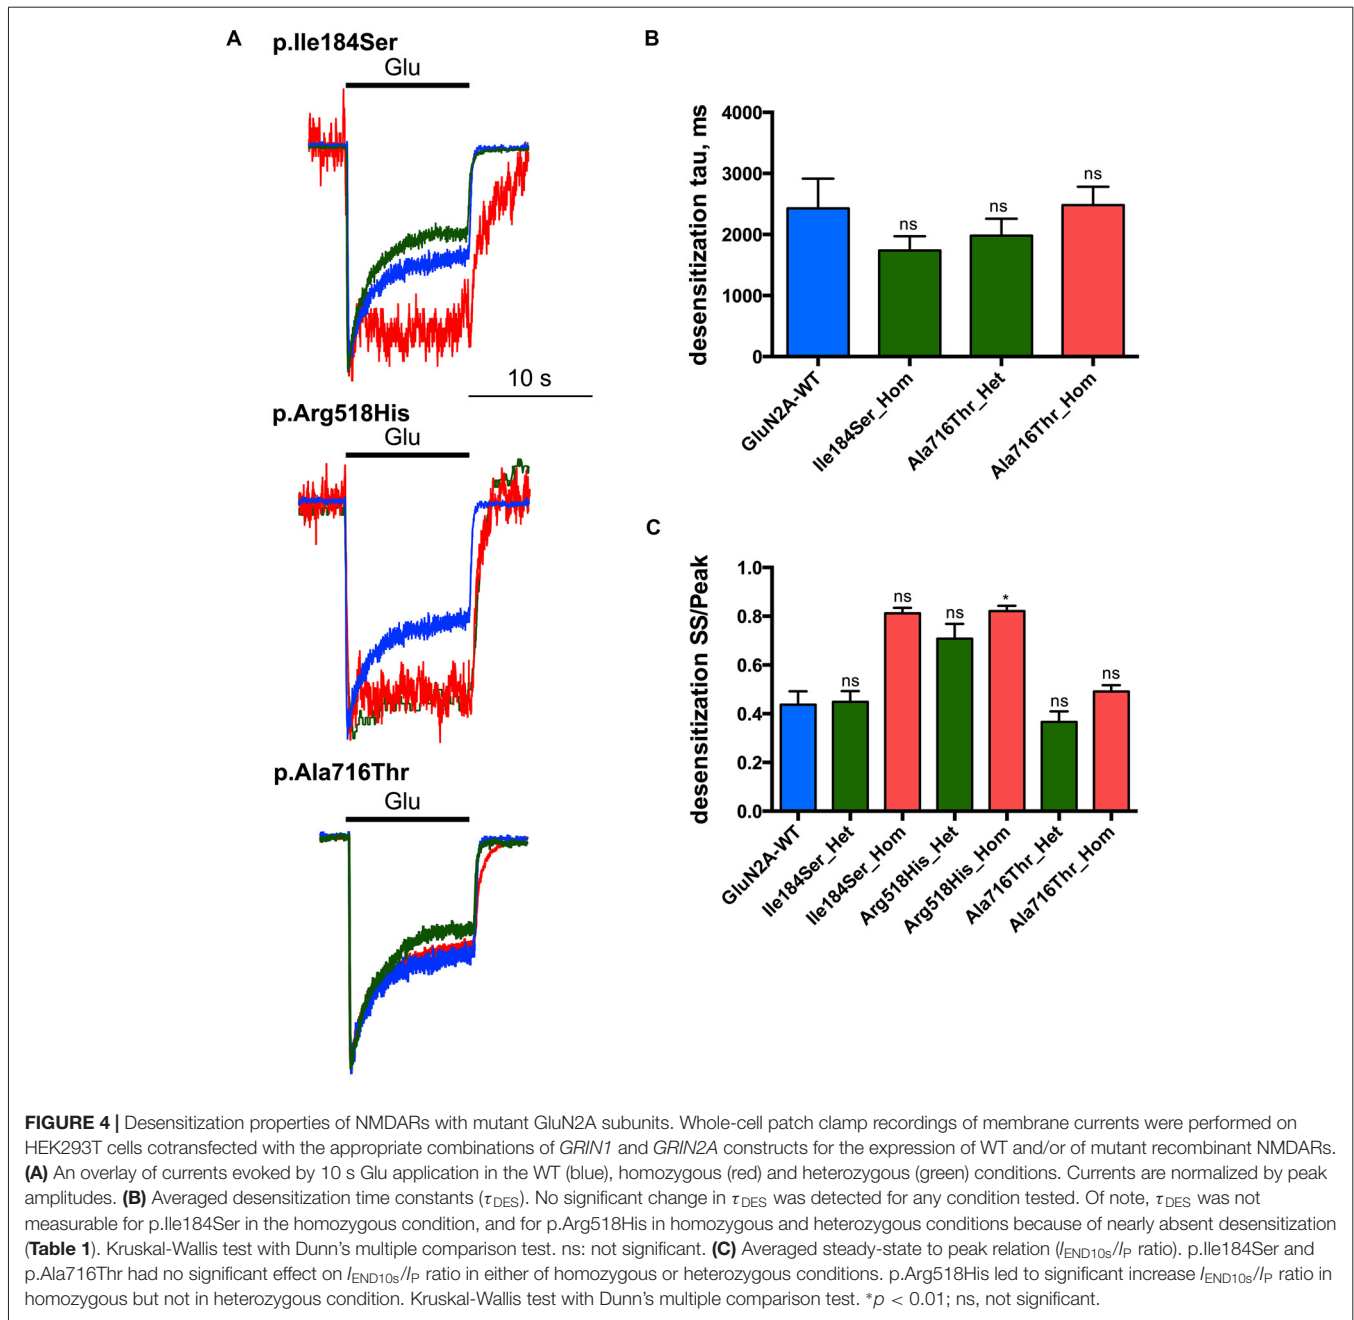 A
p.Ile184Ser
Glu
10 s
p.Arg518His
Glu
p.Ala716Thr
Glu
B
desensitization tau, ms
4000
3000
2000
1000
0
ns
ns
ns
GluN2A-WT
Ile184Ser_Hom
Ala716Thr_Het
Ala716Thr_Hom
C
desensitization SS/Peak
1.0
0.8
0.6
0.4
0.2
0.0
ns
ns
ns
*
ns
ns
GluN2A-WT
Ile184Ser_Het
Ile184Ser_Hom
Arg518His_Het
Arg518His_Hom
Ala716Thr_Het
Ala716Thr_Hom
FIGURE 4 | Desensitization properties of NMDARs with mutant GluN2A subunits. Whole-cell patch clamp recordings of membrane currents were performed on
HEK293T cells cotransfected with the appropriate combinations of GRIN1 and GRIN2A constructs for the expression of WT and/or of mutant recombinant NMDARs.
(A) An overlay of currents evoked by 10 s Glu application in the WT (blue), homozygous (red) and heterozygous (green) conditions. Currents are normalized by peak
amplitudes. (B) Averaged desensitization time constants (τDES). No significant change in τDES was detected for any condition tested. Of note, τDES was not
measurable for p.Ile184Ser in the homozygous condition, and for p.Arg518His in homozygous and heterozygous conditions because of nearly absent desensitization
(Table 1). Kruskal-Wallis test with Dunn's multiple comparison test. ns: not significant. (C) Averaged steady-state to peak relation (IEND10s/IP ratio). p.Ile184Ser and
p.Ala716Thr had no significant effect on IEND10s/IP ratio in either of homozygous or heterozygous conditions. p.Arg518His led to significant increase IEND10s/IP ratio in
homozygous but not in heterozygous condition. Kruskal-Wallis test with Dunn's multiple comparison test. *p < 0.01; ns, not significant.